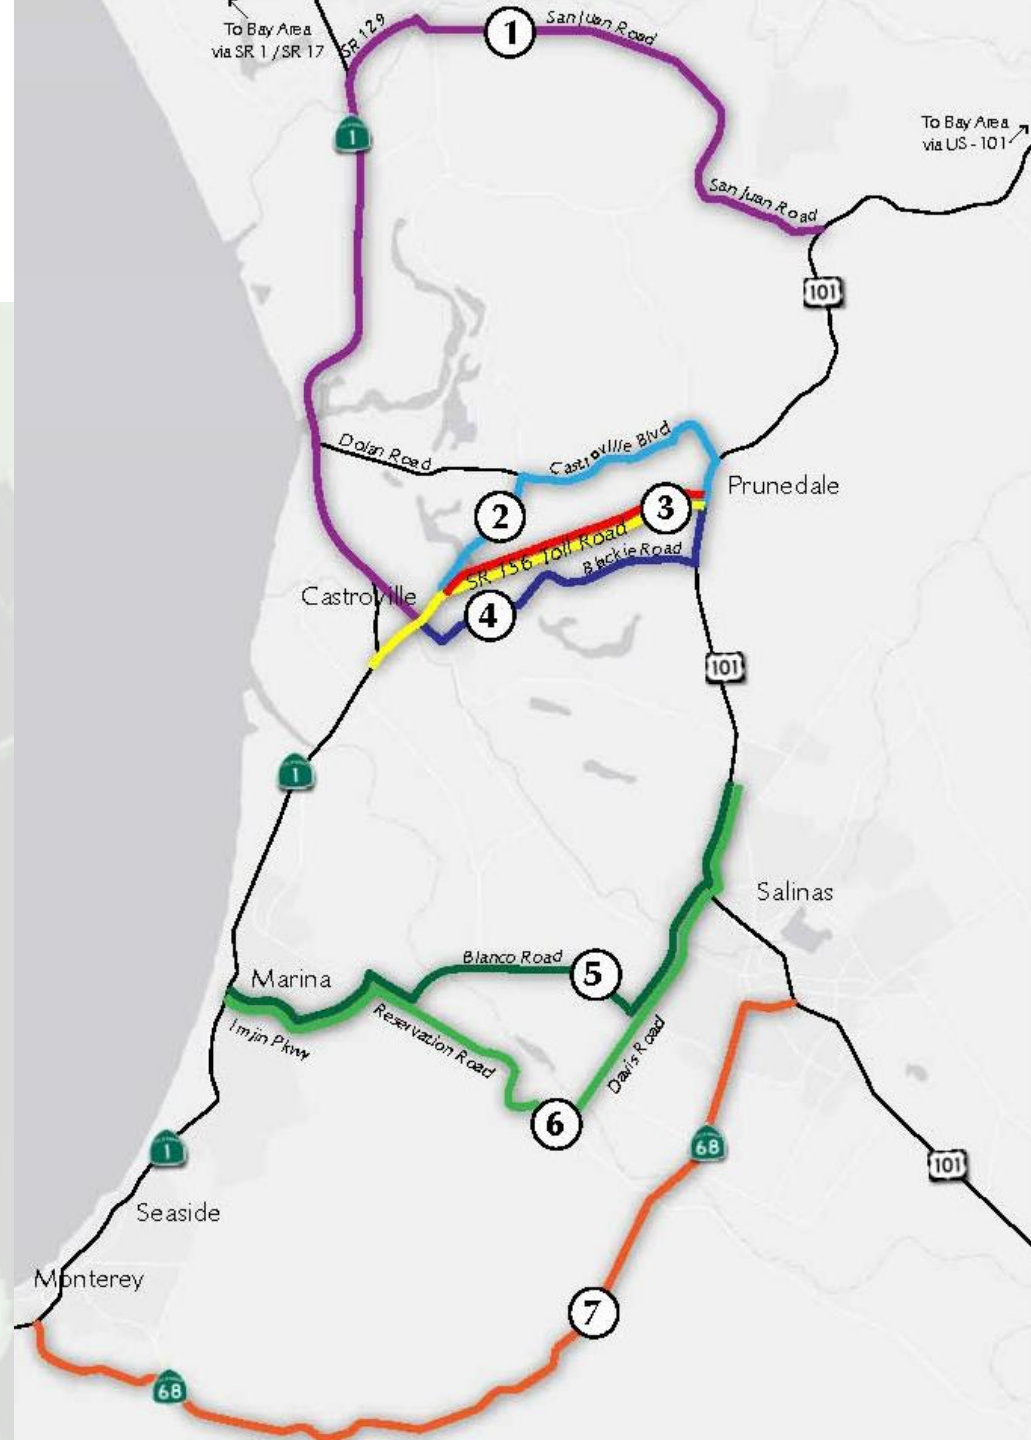 To Bay Area
via SR 1 / SR 17
SR 129
1
San Juan Road
1
To Bay Area
via US - 101
San Juan Road
101
Dolan Road
Castroville Blvd
Prunedale
2
3
SR 156 Toll Road
Blackie Road
Castroville
4
101
1
Salinas
Blanco Road
5
Marina
Imjin Pkwy
Reservation Road
Davis Road
6
68
1
101
Seaside
Monterey
7
68